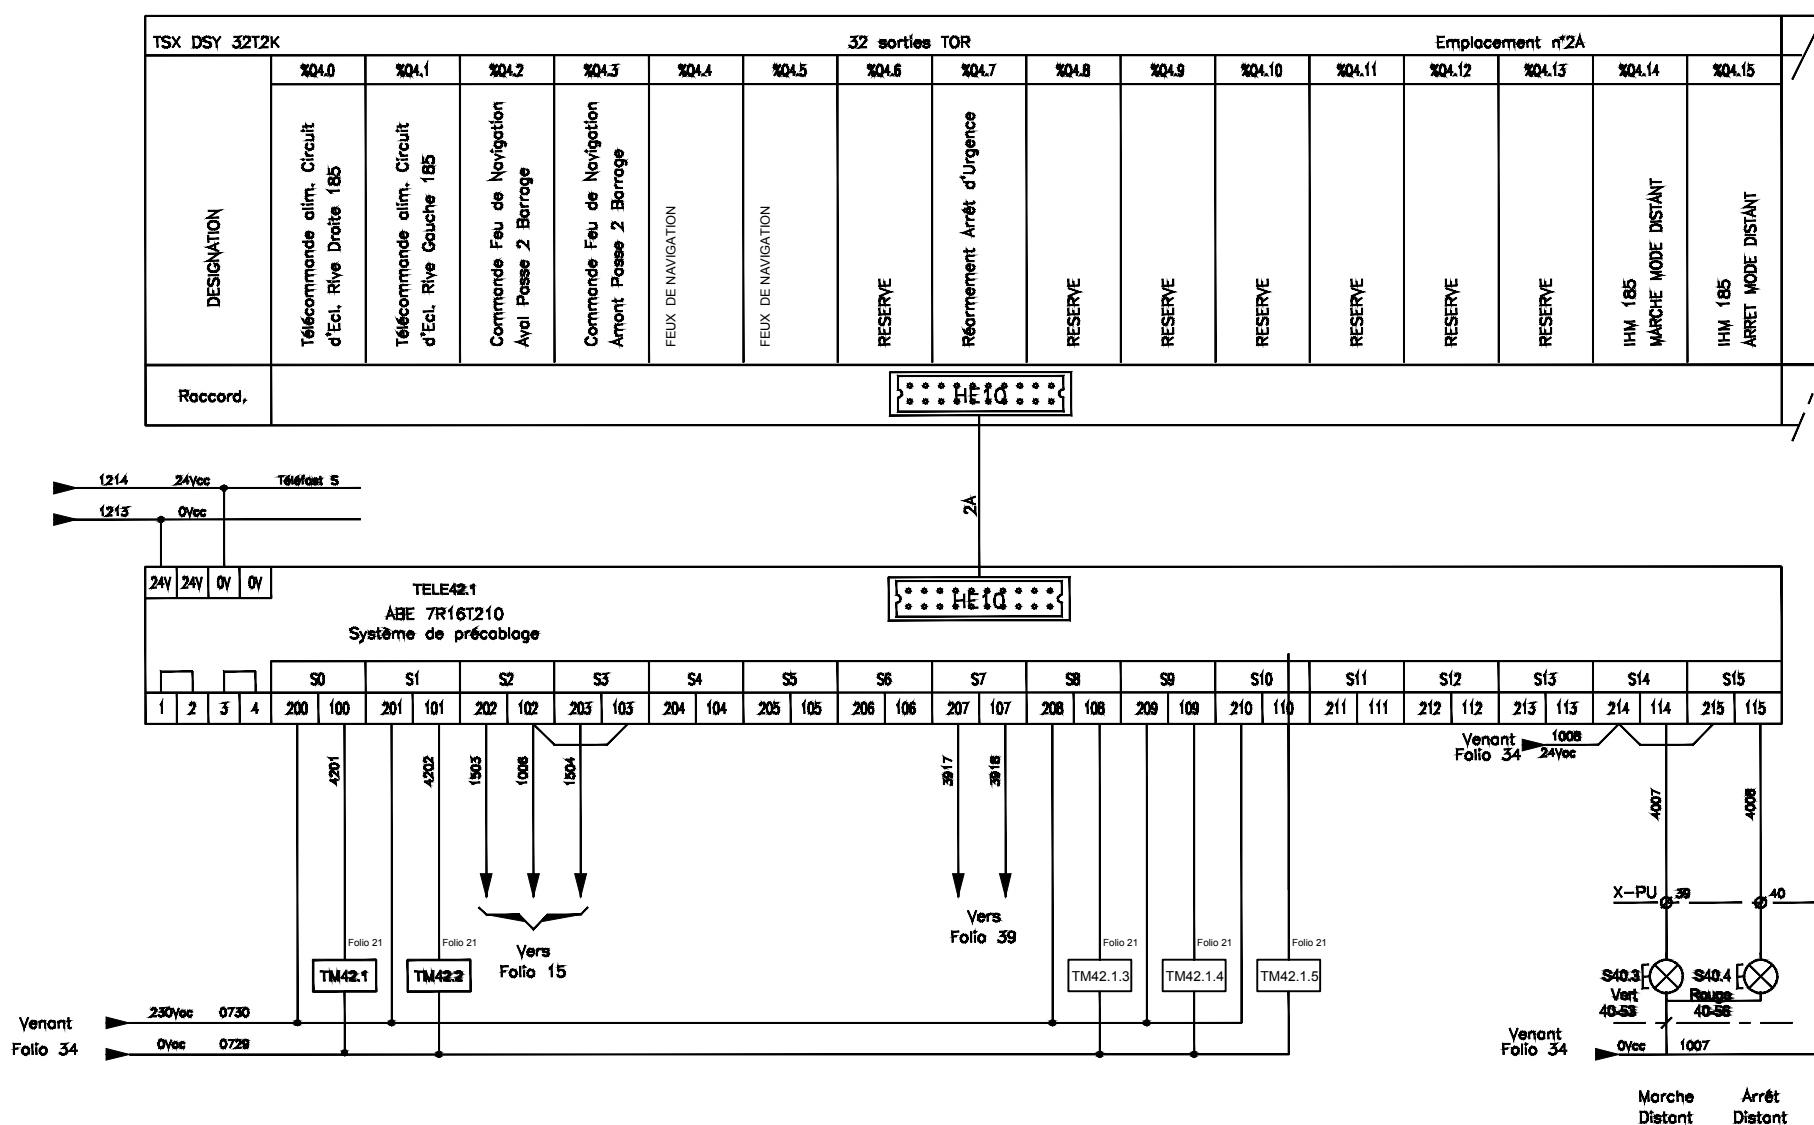 TSX DSY 32T2K 32 sorties TOR Emplacement n°2A
%Q4.0 %Q4.1 %Q4.2 %Q4.3 %Q4.4 %Q4.5 %Q4.6 %Q4.7 %Q4.8 %Q4.9 %Q4.10 %Q4.11 %Q4.12 %Q4.13 %Q4.14 %Q4.15
DESIGNATION
Télécommande alim. Circuit
d'Ecl. Rive Droite 185
Télécommande alim. Circuit
d'Ecl. Rive Gauche 185
Commande Feu de Navigation
Aval Passe 2 Barrage
Commande Feu de Navigation
Amont Passe 2 Barrage
FEUX DE NAVIGATION
FEUX DE NAVIGATION
RESERVE
Réarmement Arrêt d'Urgence
RESERVE
RESERVE
RESERVE
RESERVE
RESERVE
RESERVE
IHM 185
MARCHE MODE DISTANT
IHM 185
ARRET MODE DISTANT
Raccord.
HE10
1214 24Vcc Téléfast S
1213 0Vcc
2A
24V 24V 0V 0V
TELE42.1
ABE 7R16T210
Système de précablage
HE10
S0 S1 S2 S3 S4 S5 S6 S7 S8 S9 S10 S11 S12 S13 S14 S15
1 2 3 4 200 100 201 101 202 102 203 103 204 104 205 105 206 106 207 107 208 108 209 109 210 110 211 111 212 112 213 113 214 114 215 115
Venant
Folio 34
1008
24Vcc
4201
4202
1503
1006
1504
3917
3918
4007
4008
X-PU 39 40
Vers
Folio 15
Vers
Folio 39
Folio 21 Folio 21 Folio 21 Folio 21 Folio 21
TM42.1 TM42.2 TM42.1.3 TM42.1.4 TM42.1.5
S40.3
Vert
40-53
S40.4
Rouge
40-56
Venant
Folio 34
230Vac 0730
0Vac 0729
Venant
Folio 34
0Vcc 1007
Marche
Distant
Arrêt
Distant